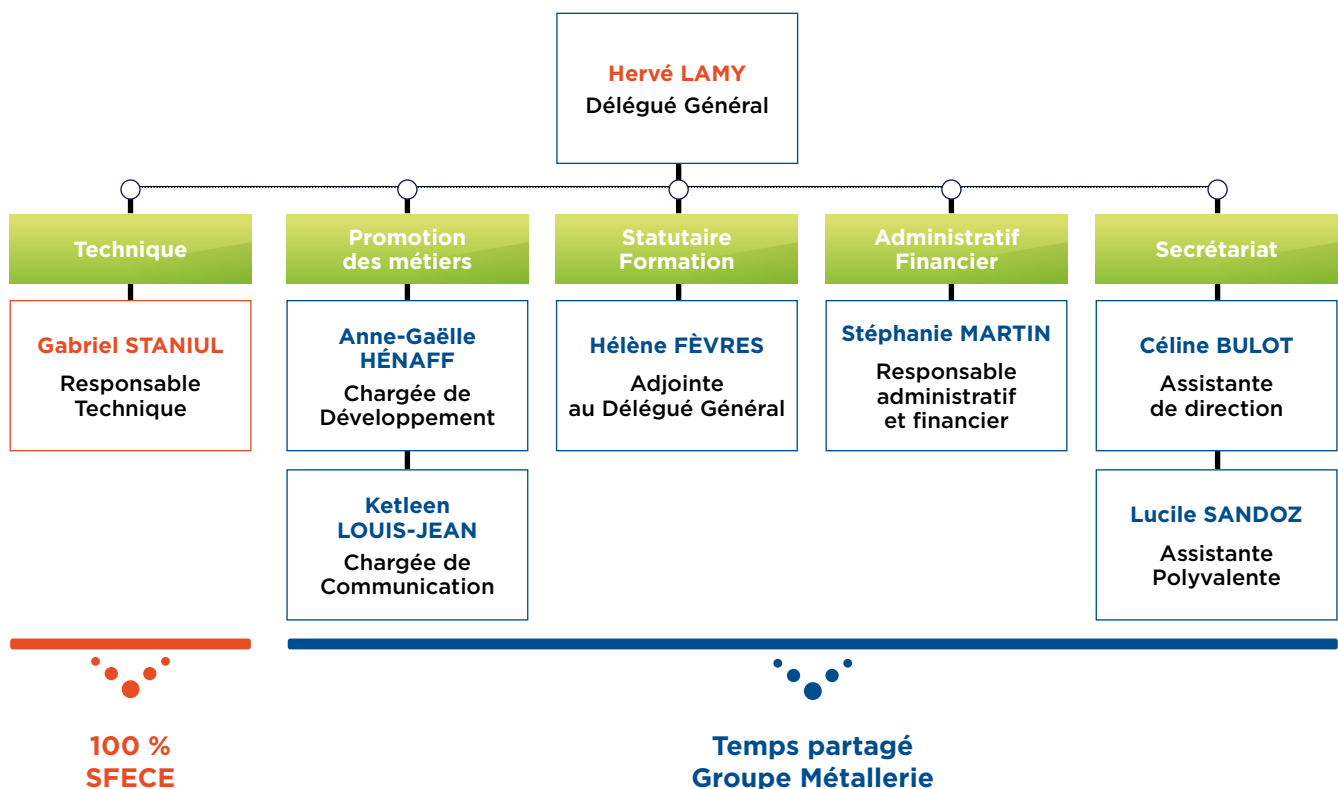 Hervé LAMY
Délégué Général
Technique
Promotion
des métiers
Statutaire
Formation
Administratif
Financier
Secrétariat
Gabriel STANIUL
Responsable
Technique
Anne-Gaëlle
HÉNAFF
Chargée de
Développement
Hélène FÈVRES
Adjointe
au Délégué Général
Stéphanie MARTIN
Responsable
administratif
et financier
Céline BULOT
Assistante
de direction
Ketleen
LOUIS-JEAN
Chargée de
Communication
Lucile SANDOZ
Assistante
Polyvalente
100 %
SFECE
Temps partagé
Groupe Métallerie